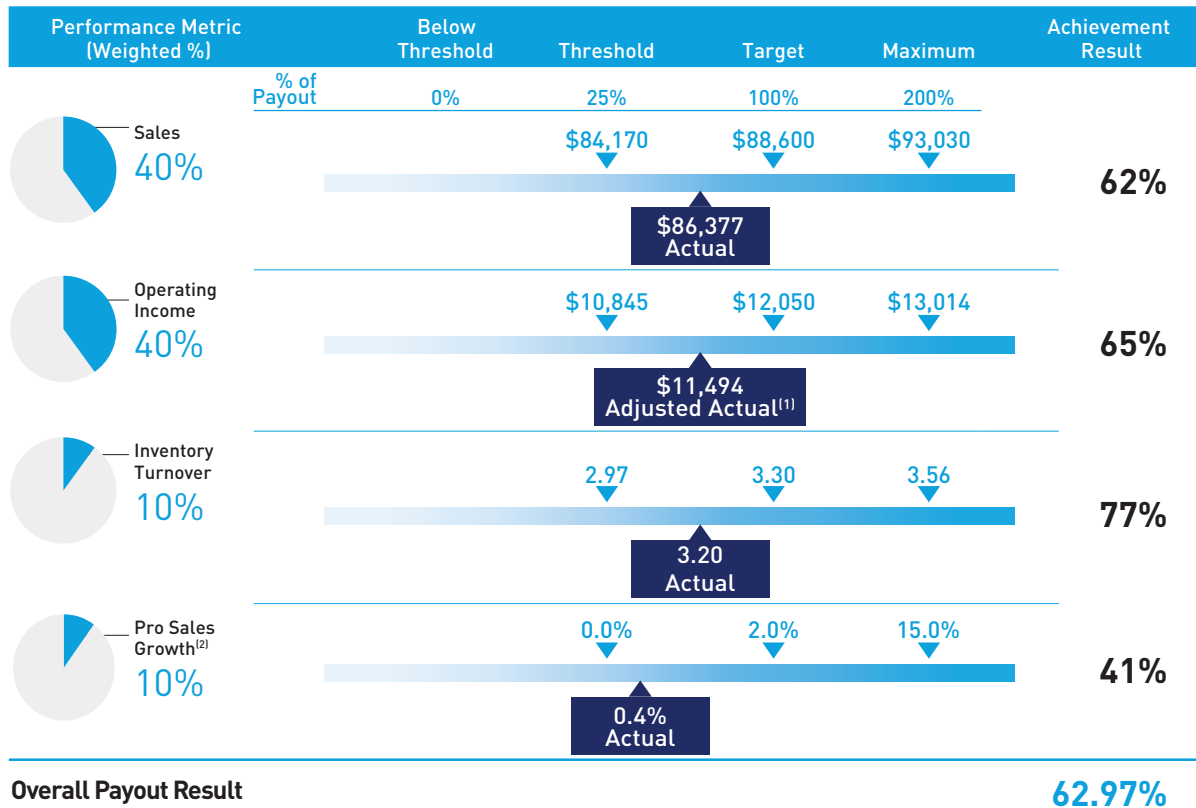 Performance Metric
(Weighted %)
Below
Threshold
Threshold
Target
Maximum
Achievement
Result
% of
Payout
0%
25%
100%
200%
Sales
40%
$84,170
$88,600
$93,030
$86,377
Actual
62%
Operating
Income
40%
$10,845
$12,050
$13,014
$11,494
Adjusted Actual(1)
65%
Inventory
Turnover
10%
2.97
3.30
3.56
3.20
Actual
77%
Pro Sales
Growth(2)
10%
0.0%
2.0%
15.0%
0.4%
Actual
41%
Overall Payout Result
62.97%